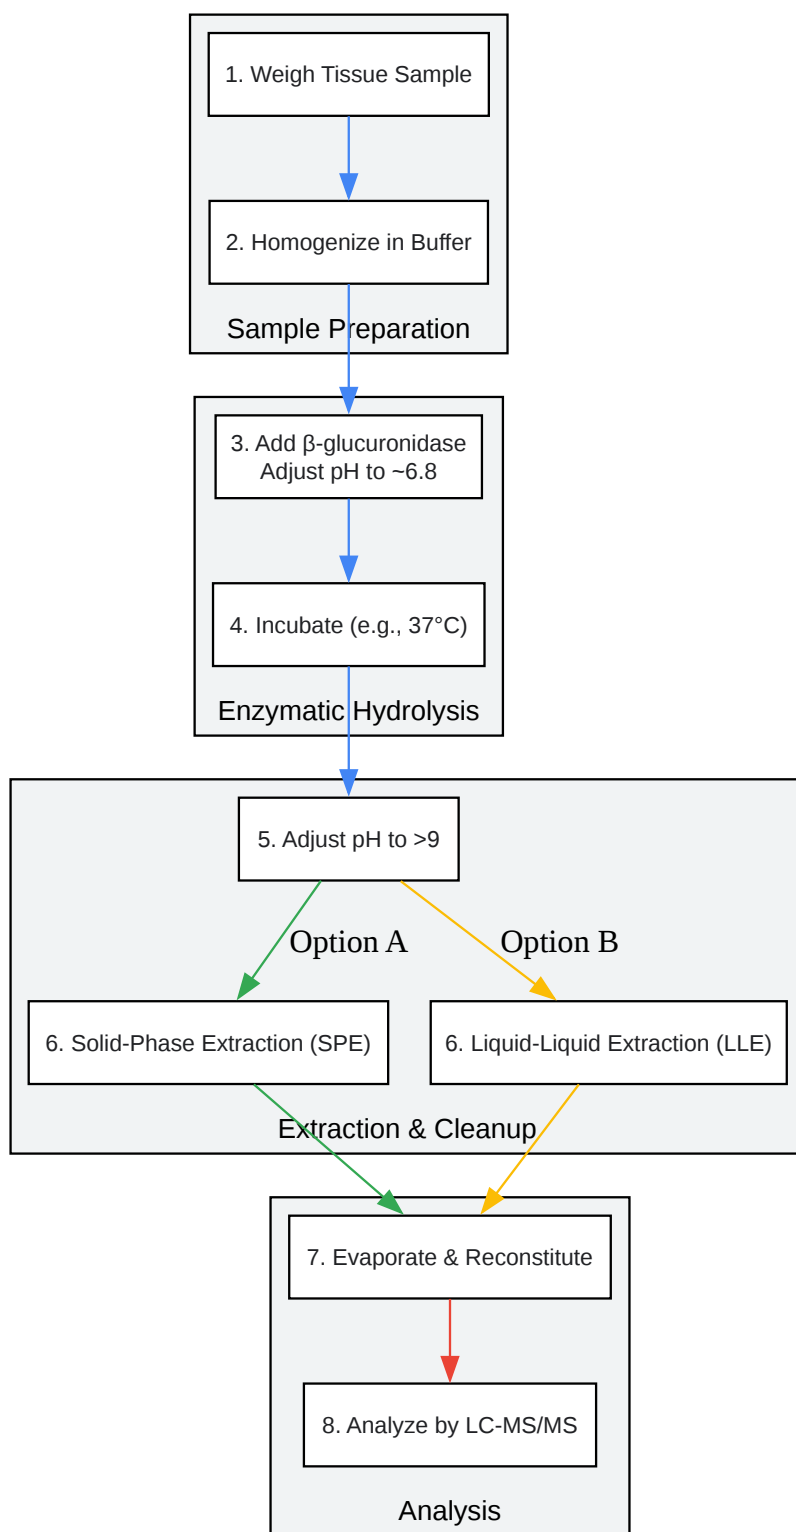 1. Weigh Tissue Sample
2. Homogenize in Buffer
Sample Preparation
3. Add β-glucuronidase
Adjust pH to ~6.8
4. Incubate (e.g., 37°C)
Enzymatic Hydrolysis
5. Adjust pH to >9
Option A
Option B
6. Solid-Phase Extraction (SPE)
6. Liquid-Liquid Extraction (LLE)
Extraction & Cleanup
7. Evaporate & Reconstitute
8. Analyze by LC-MS/MS
Analysis